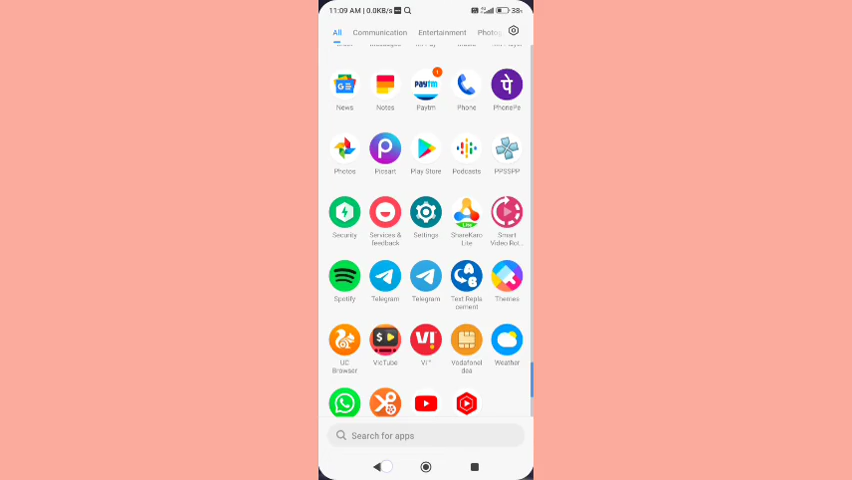 11:09 AM | 0.0KB/s
38
All Communication Entertainment Photog
News Notes Paytm Phone PhonePe
Photos Picsart Play Store Podcasts PPSSPP
Security Services & feedback Settings ShareKaro Lite Smart Video Rot...
Spotify Telegram Telegram Text Repla cement Themes
UC Browser VidTube Vi™ Vodafone Idea Weather
Search for apps